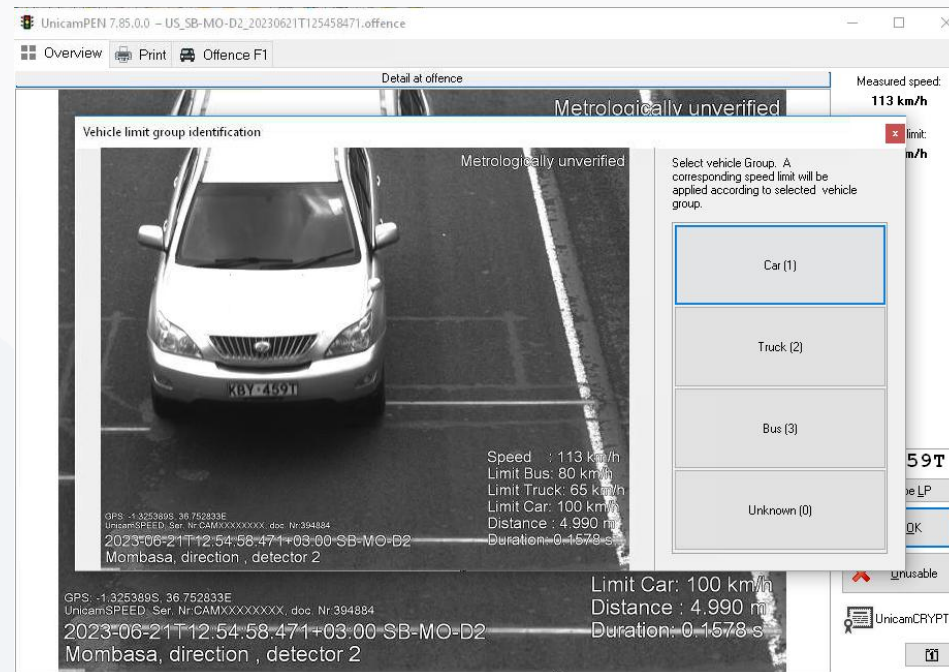 UnicamPEN 7.85.0.0 – US_SB-MO-D2_20230621T125458471.offence
Overview
Print
Offence F1
Detail at offence
Measured speed:
113 km/h
limit:
m/h
Metrologically unverified
Vehicle limit group identification
x
Metrologically unverified
Select vehicle Group. A
corresponding speed limit will be
applied according to selected vehicle
group.
Car (1)
Truck (2)
Bus (3)
Unknown (0)
KBY 459T
Speed : 113 km/h
Limit Bus: 80 km/h
Limit Truck: 65 km/h
Limit Car: 100 km/h
Distance : 4.990 m
Duration: 0.1578 s
GPS: -1.325389S, 36.752833E
UnicamSPEED, Ser. Nr:CAMXXXXXXXX, doc. Nr:394884
2023-06-21T12.54.58.471+03.00 SB-MO-D2
Mombasa, direction , detector 2
59T
pe LP
OK
Unusable
UnicamCRYPT
Limit Car: 100 km/h
Distance : 4.990 m
Duration: 0.1578 s
GPS: -1.325389S, 36.752833E
UnicamSPEED, Ser. Nr:CAMXXXXXXXX, doc. Nr:394884
2023-06-21T12.54.58.471+03.00 SB-MO-D2
Mombasa, direction , detector 2